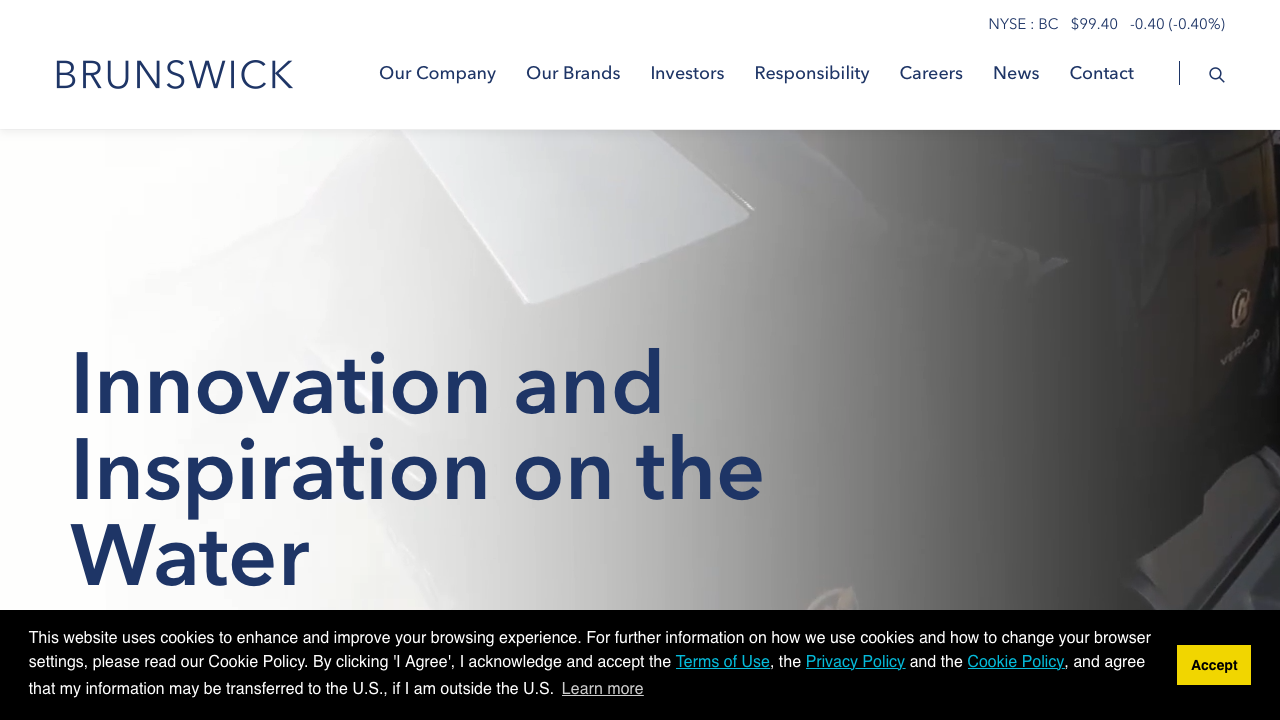 NYSE : BC $99.40 -0.40 (-0.40%)
BRUNSWICK
Our Company Our Brands Investors Responsibility Careers News Contact
VERADO
Innovation and
Inspiration on the
Water
This website uses cookies to enhance and improve your browsing experience. For further information on how we use cookies and how to change your browser
settings, please read our Cookie Policy. By clicking 'I Agree', I acknowledge and accept the Terms of Use, the Privacy Policy and the Cookie Policy, and agree
that my information may be transferred to the U.S., if I am outside the U.S. Learn more
Accept